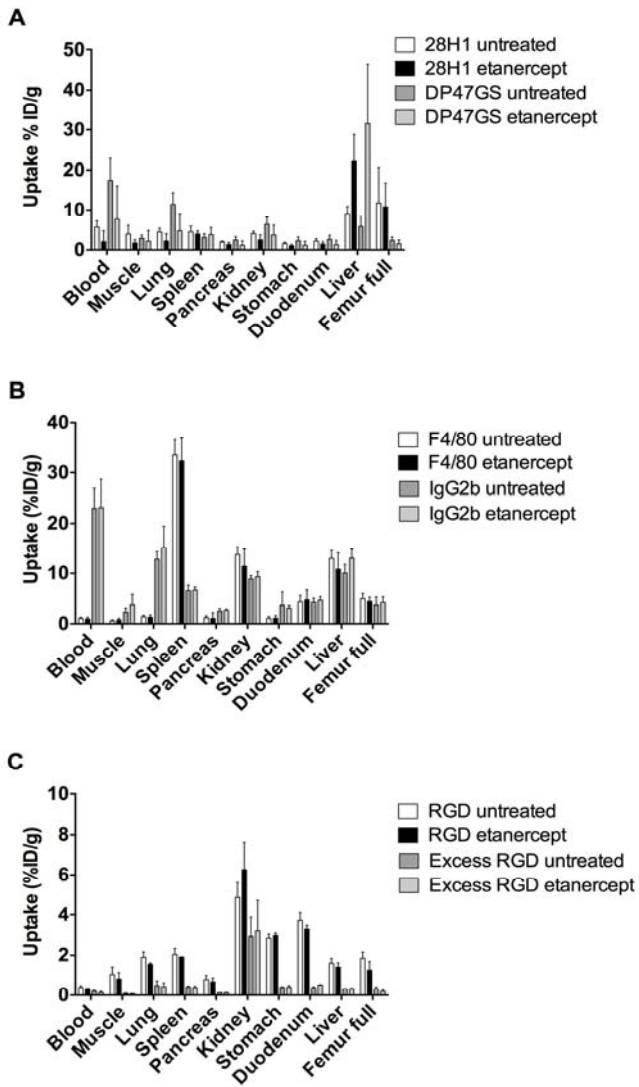 A
Uptake % ID/g
50
40
30
20
10
0
28H1 untreated
28H1 etanercept
DP47GS untreated
DP47GS etanercept
Blood
Muscle
Lung
Spleen
Pancreas
Kidney
Stomach
Duodenum
Liver
Femur full
B
Uptake (%ID/g)
40
30
20
10
0
F4/80 untreated
F4/80 etanercept
IgG2b untreated
IgG2b etanercept
Blood
Muscle
Lung
Spleen
Pancreas
Kidney
Stomach
Duodenum
Liver
Femur full
C
Uptake (%ID/g)
10
8
6
4
2
0
RGD untreated
RGD etanercept
Excess RGD untreated
Excess RGD etanercept
Blood
Muscle
Lung
Spleen
Pancreas
Kidney
Stomach
Duodenum
Liver
Femur full